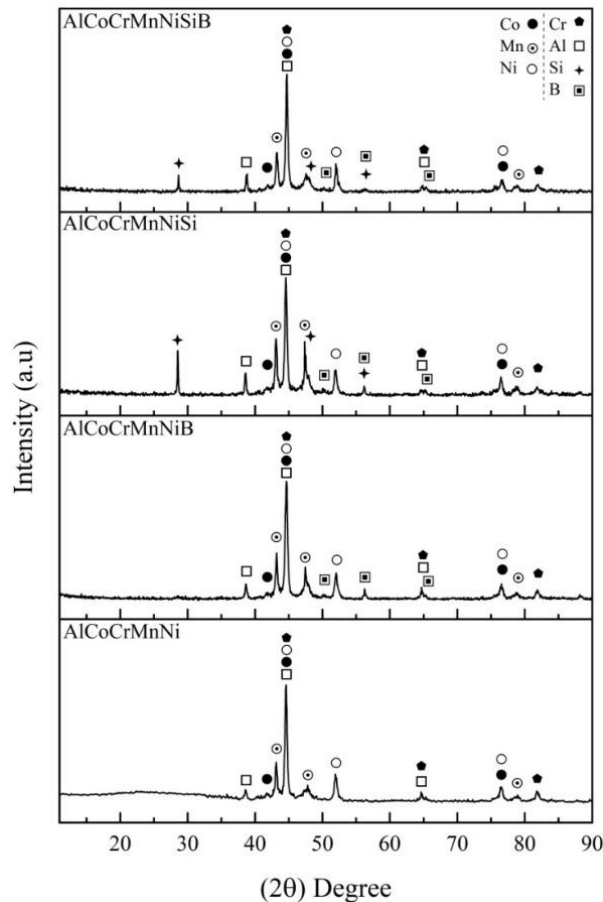 AlCoCrMnNiSiB
Co Cr
Mn Al
Ni Si
B
AlCoCrMnNiSi
AlCoCrMnNiB
AlCoCrMnNi
Intensity (a.u)
20 30 40 50 60 70 80 90
(2θ) Degree